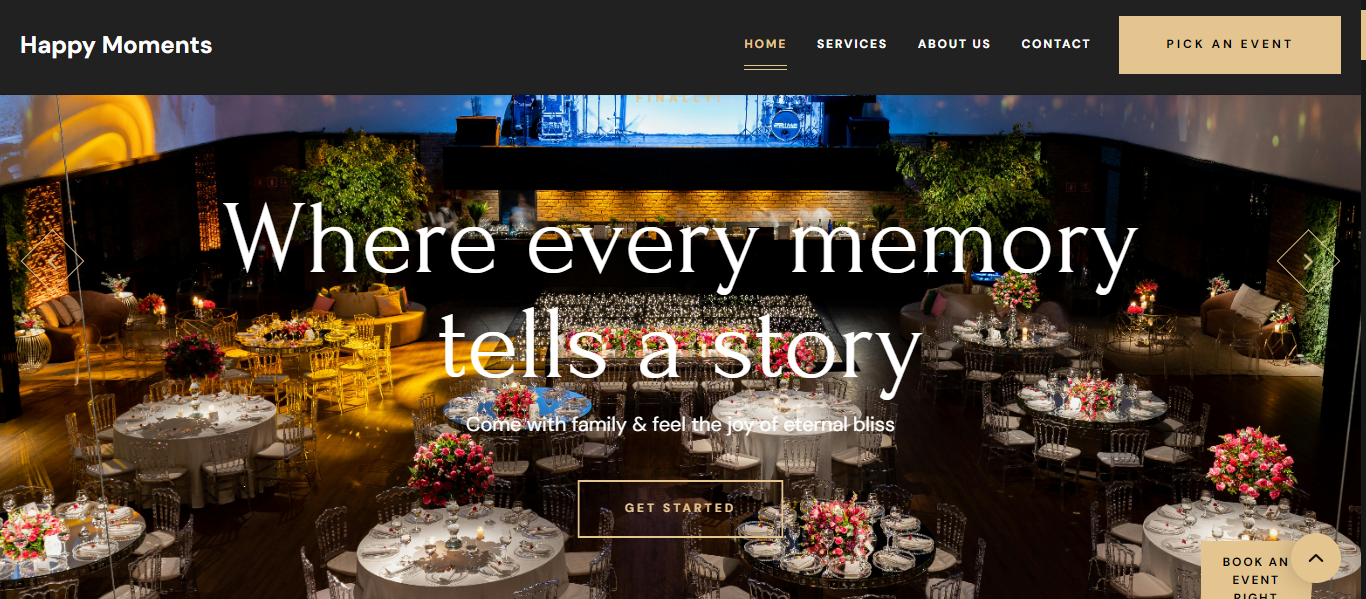 Happy Moments
HOME
SERVICES
ABOUT US
CONTACT
PICK AN EVENT
Where every memory
tells a story
Come with family & feel the joy of eternal bliss
GET STARTED
BOOK AN
EVENT
RIGHT